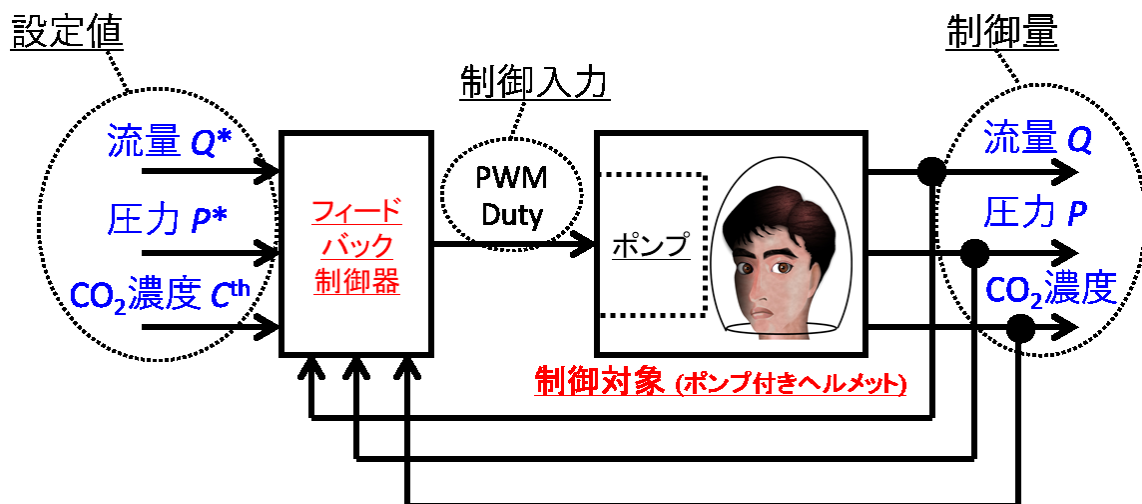 設定値
制御量
制御入力
流量 Q*
圧力 P*
CO₂濃度 Cᵗʰ
フィード
バック
制御器
PWM
Duty
ポンプ
流量 Q
圧力 P
CO₂濃度
制御対象 (ポンプ付きヘルメット)